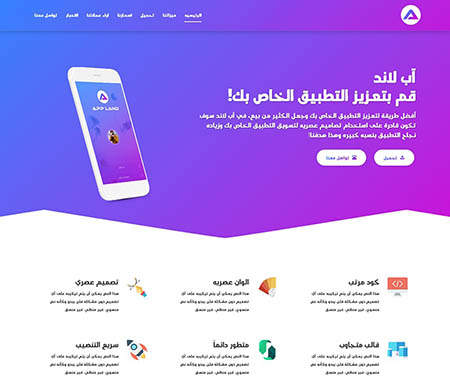 الرئيسيه
ميزاتنا
تحميل
اسعارنا
اراء عملائنا
الاخبار
تواصل معنا
APP LAND
آب لاند
قم بتعزيز التطبيق الخاص بك!
أفضل طريقة لتعزيز التطبيق الخاص بك وجعل الكثير من بيع، في آب لاند سوف
تكون قادرة على استخدام تصاميم عصريه لتسويق التطبيق الخاص بك وزياده
نجاح التطبيق بنسبه كبيره وهذا هدفنا!
تحميل
تواصل معنا
كود مرتب
هذا النص يمكن أن يتم تركيبه على أي
تصميم دون مشكلة فلن يبدو وكأنه نص
منسوخ، غير منظم، غير منسق
الوان عصريه
هذا النص يمكن أن يتم تركيبه على أي
تصميم دون مشكلة فلن يبدو وكأنه نص
منسوخ، غير منظم، غير منسق
تصميم عصري
هذا النص يمكن أن يتم تركيبه على أي
تصميم دون مشكلة فلن يبدو وكأنه نص
منسوخ، غير منظم، غير منسق
قالب متجاوب
هذا النص يمكن أن يتم تركيبه على أي
تصميم دون مشكلة فلن يبدو وكأنه نص
منسوخ، غير منظم، غير منسق
متطور دائماً
هذا النص يمكن أن يتم تركيبه على أي
تصميم دون مشكلة فلن يبدو وكأنه نص
منسوخ، غير منظم، غير منسق
سريع التنصيب
هذا النص يمكن أن يتم تركيبه على أي
تصميم دون مشكلة فلن يبدو وكأنه نص
منسوخ، غير منظم، غير منسق